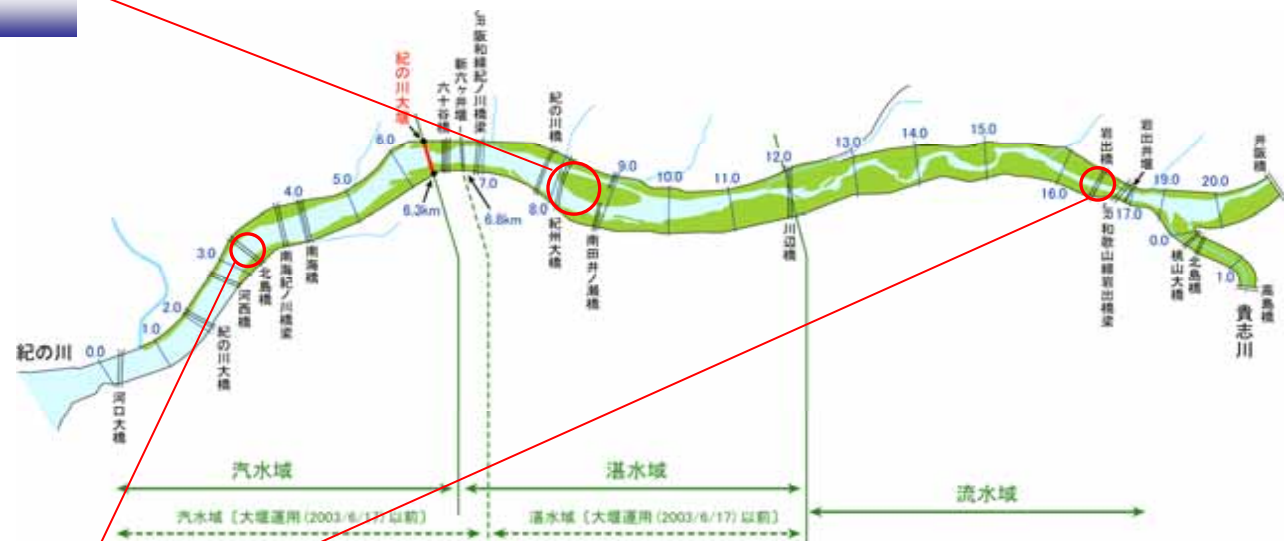 紀の川
0.0
河口大橋
1.0
2.0
紀の川大橋
3.0
河西橋
北島橋
南海紀ノ川橋梁
4.0
南海橋
5.0
6.0
紀の川大堰
6.3km
六十谷橋
新六ヶ井堰
6.8km
JR阪和線紀ノ川橋梁
7.0
紀の川橋
8.0
紀州大橋
9.0
南田井ノ瀬橋
10.0
11.0
12.0
川辺橋
13.0
14.0
15.0
16.0
岩出橋
JR和歌山線岩出橋梁
岩出井堰
17.0
19.0
20.0
井阪橋
0.0
桃山大橋
北島橋
1.0
高島橋
貴志川
汽水域
湛水域
流水域
汽水域〔大堰運用(2003/6/17)以前〕
湛水域〔大堰運用(2003/6/17)以前〕